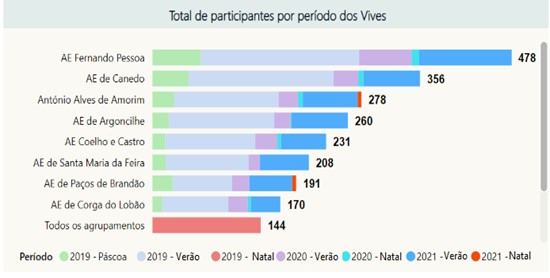 Total de participantes por período dos Vives
AE Fernando Pessoa 478
AE de Canedo 356
António Alves de Amorim 278
AE de Argoncilhe 260
AE Coelho e Castro 231
AE de Santa Maria da Feira 208
AE de Paços de Brandão 191
AE de Corga do Lobão 170
Todos os agrupamentos 144
Período 2019 - Páscoa 2019 - Verão 2019 - Natal 2020 - Verão 2020 - Natal 2021 - Verão 2021 - Natal